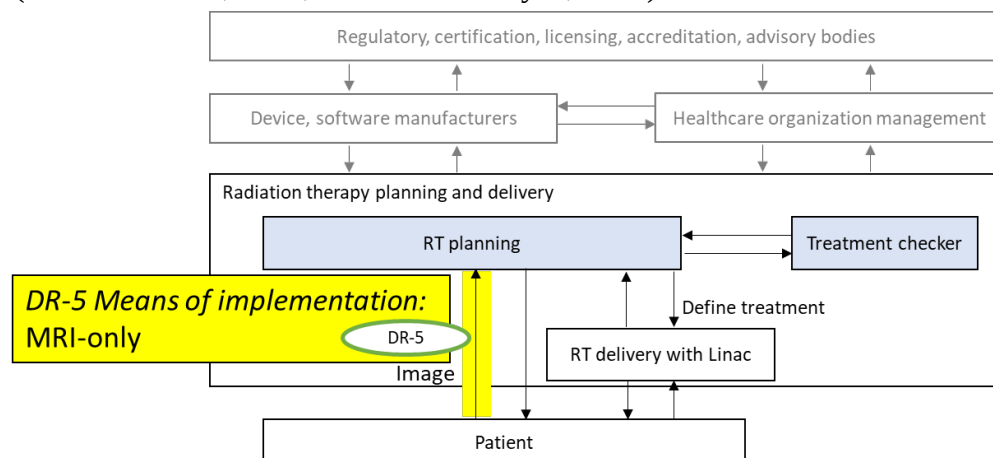 Regulatory, certification, licensing, accreditation, advisory bodies
Device, software manufacturers
Healthcare organization management
Radiation therapy planning and delivery
RT planning
Treatment checker
DR-5 Means of implementation:
MRI-only
DR-5
Define treatment
RT delivery with Linac
Image
Patient